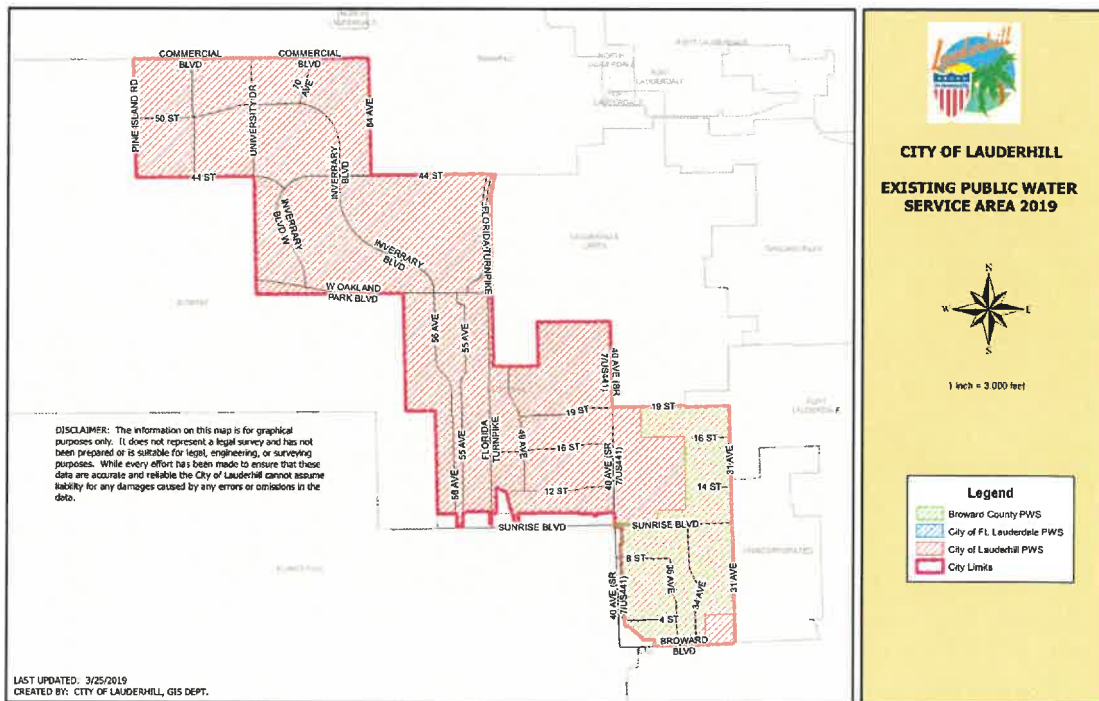 COMMERCIAL
BLVD
COMMERCIAL
BLVD
70
AVE
PINE ISLAND RD
50 ST
UNIVERSITY DR
64 AVE
INVERRARY
BLVD
44 ST
44 ST
INVERRARY
BLVD W
FLORIDA TURNPIKE
INVERRARY
BLVD
W OAKLAND
PARK BLVD
56 AVE
55 AVE
40 AVE (SR
7/US441)
19 ST
19 ST
16 ST
16 ST
FLORIDA
TURNPIKE
49 AVE
55 AVE
31 AVE
14 ST
12 ST
40 AVE (SR
7/US441)
56 AVE
SUNRISE BLVD
SUNRISE BLVD
UNINCORPORATED
8 ST
40 AVE (SR
7/US441)
35 AVE
34 AVE
31 AVE
4 ST
BROWARD
BLVD
DISCLAIMER: The information on this map is for graphical
purposes only. It does not represent a legal survey and has not
been prepared or is suitable for legal, engineering, or surveying
purposes. While every effort has been made to ensure that these
data are accurate and reliable the City of Lauderhill cannot assume
liability for any damages caused by any errors or omissions in the
data.
LAST UPDATED: 3/25/2019
CREATED BY: CITY OF LAUDERHILL, GIS DEPT.
Lauderhill
CITY OF LAUDERHILL
EXISTING PUBLIC WATER
SERVICE AREA 2019
N
W
E
S
1 inch = 3,000 feet
Legend
Broward County PWS
City of Ft. Lauderdale PWS
City of Lauderhill PWS
City Limits